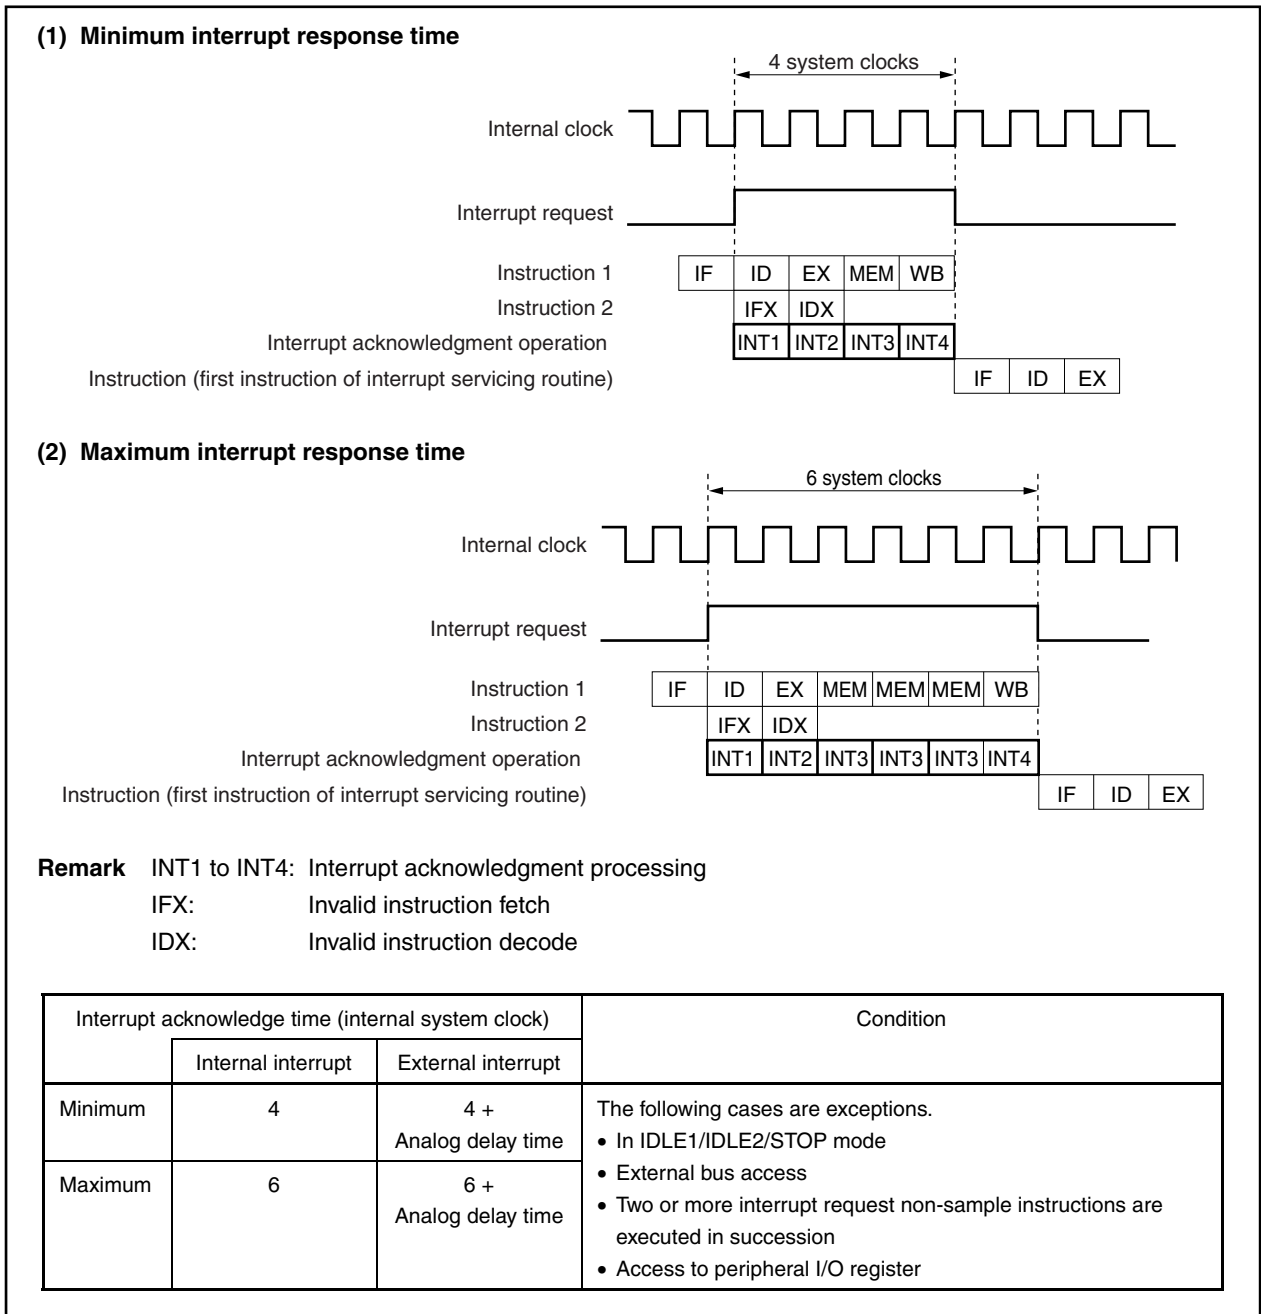 (1) Minimum interrupt response time
4 system clocks
Internal clock
Interrupt request
Instruction 1 IF ID EX MEM WB
Instruction 2 IFX IDX
Interrupt acknowledgment operation INT1 INT2 INT3 INT4
Instruction (first instruction of interrupt servicing routine) IF ID EX
(2) Maximum interrupt response time
6 system clocks
Internal clock
Interrupt request
Instruction 1 IF ID EX MEM MEM MEM WB
Instruction 2 IFX IDX
Interrupt acknowledgment operation INT1 INT2 INT3 INT3 INT3 INT4
Instruction (first instruction of interrupt servicing routine) IF ID EX
Remark INT1 to INT4: Interrupt acknowledgment processing
IFX: Invalid instruction fetch
IDX: Invalid instruction decode
Interrupt acknowledge time (internal system clock) Condition
Internal interrupt External interrupt
Minimum 4 4 +
Analog delay time
Maximum 6 6 +
Analog delay time
The following cases are exceptions.
• In IDLE1/IDLE2/STOP mode
• External bus access
• Two or more interrupt request non-sample instructions are
executed in succession
• Access to peripheral I/O register